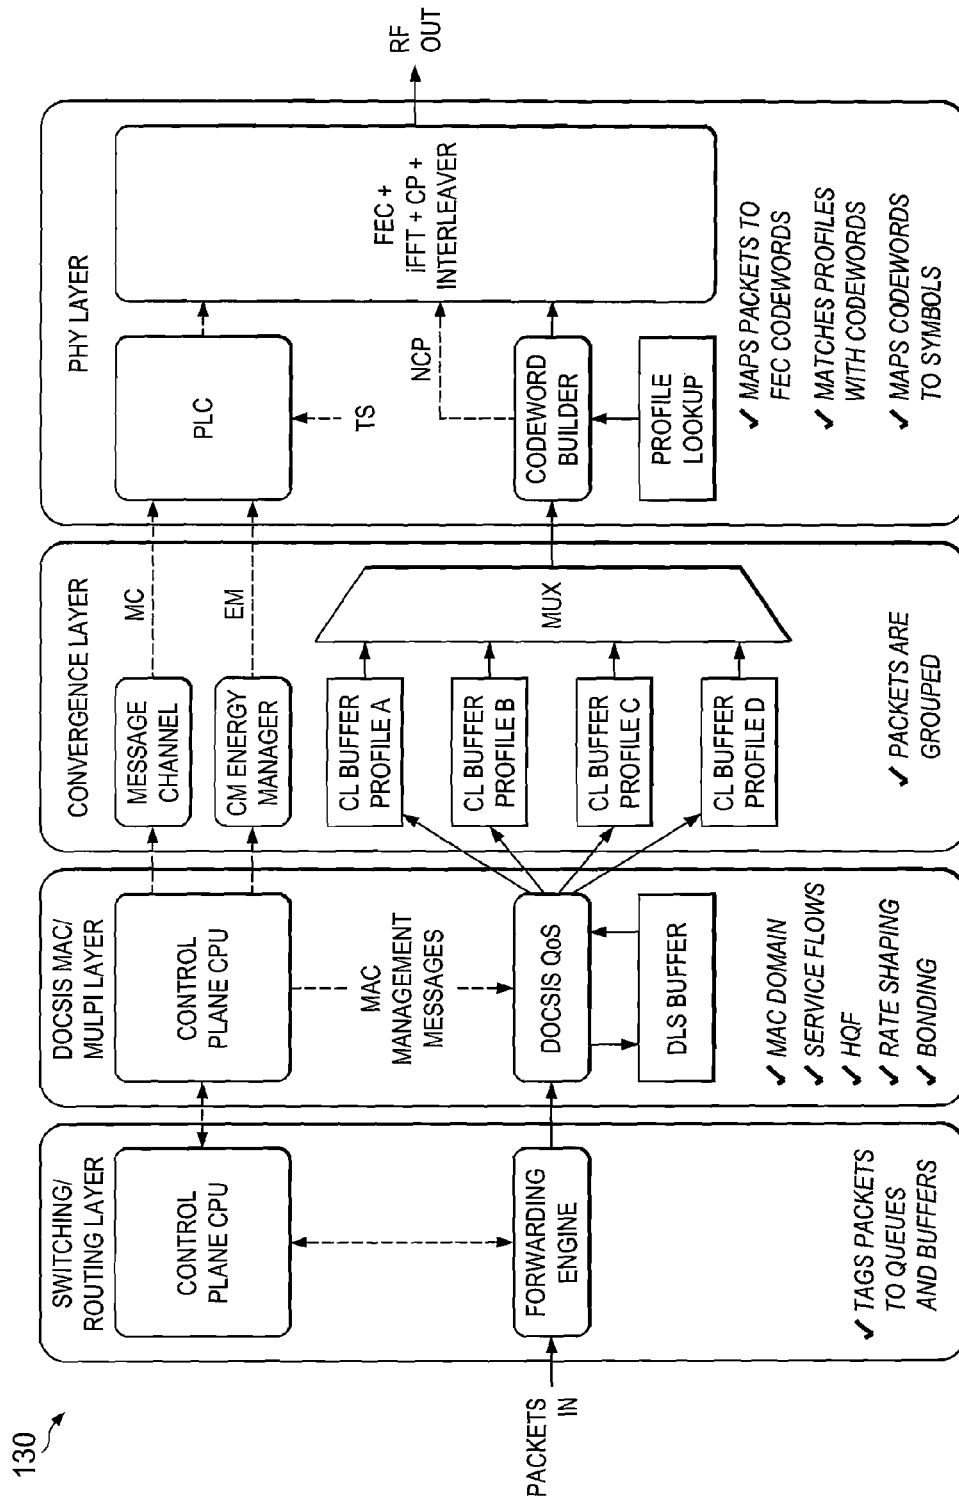 130
SWITCHING/
ROUTING LAYER
CONTROL
PLANE CPU
FORWARDING
ENGINE
PACKETS
IN
✓ TAGS PACKETS
TO QUEUES
AND BUFFERS
DOCSIS MAC/
MULPI LAYER
CONTROL
PLANE CPU
MAC
MANAGEMENT
MESSAGES
DOCSIS QoS
DLS BUFFER
✓ MAC DOMAIN
✓ SERVICE FLOWS
✓ HQF
✓ RATE SHAPING
✓ BONDING
CONVERGENCE LAYER
MESSAGE
CHANNEL
MC
CM ENERGY
MANAGER
EM
CL BUFFER
PROFILE A
CL BUFFER
PROFILE B
CL BUFFER
PROFILE C
CL BUFFER
PROFILE D
MUX
✓ PACKETS ARE
GROUPED
PHY LAYER
PLC
TS
NCP
CODEWORD
BUILDER
PROFILE
LOOKUP
FEC +
iFFT + CP +
INTERLEAVER
RF
OUT
✓ MAPS PACKETS TO
FEC CODEWORDS
✓ MATCHES PROFILES
WITH CODEWORDS
✓ MAPS CODEWORDS
TO SYMBOLS